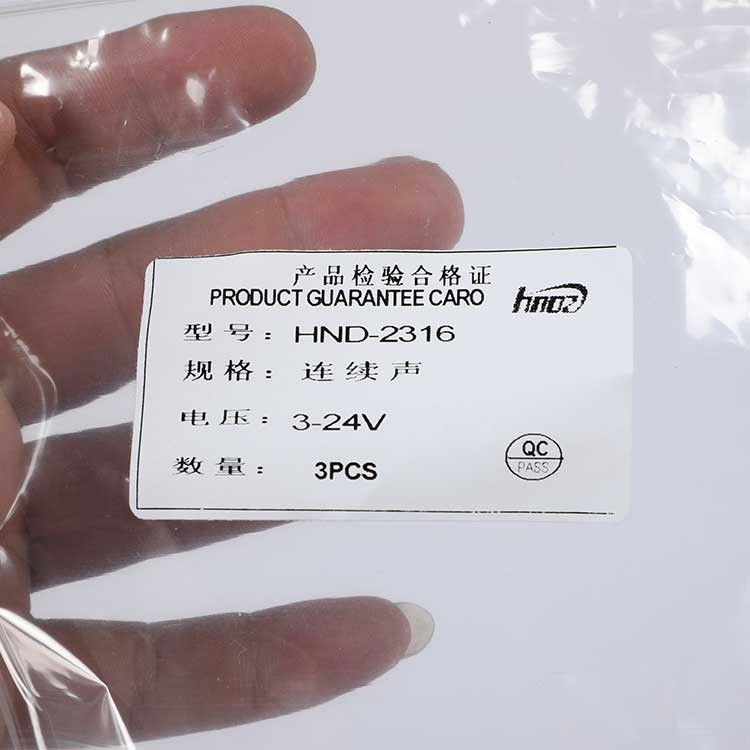 产品检验合格证
PRODUCT GUARANTEE CARO
hndz
型号：HND-2316
规格：连续声
电压：3-24V
数量：3PCS
QC
PASS